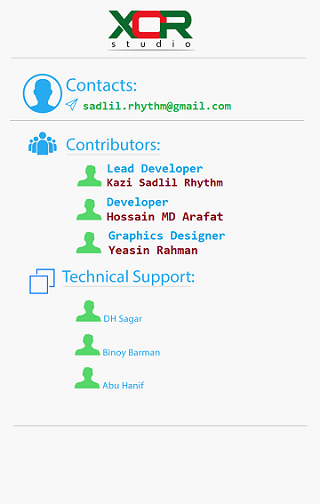 XCR
studio
Contacts:
sadlil.rhythm@gmail.com
Contributors:
Lead Developer
Kazi Sadlil Rhythm
Developer
Hossain MD Arafat
Graphics Designer
Yeasin Rahman
Technical Support:
DH Sagar
Binoy Barman
Abu Hanif